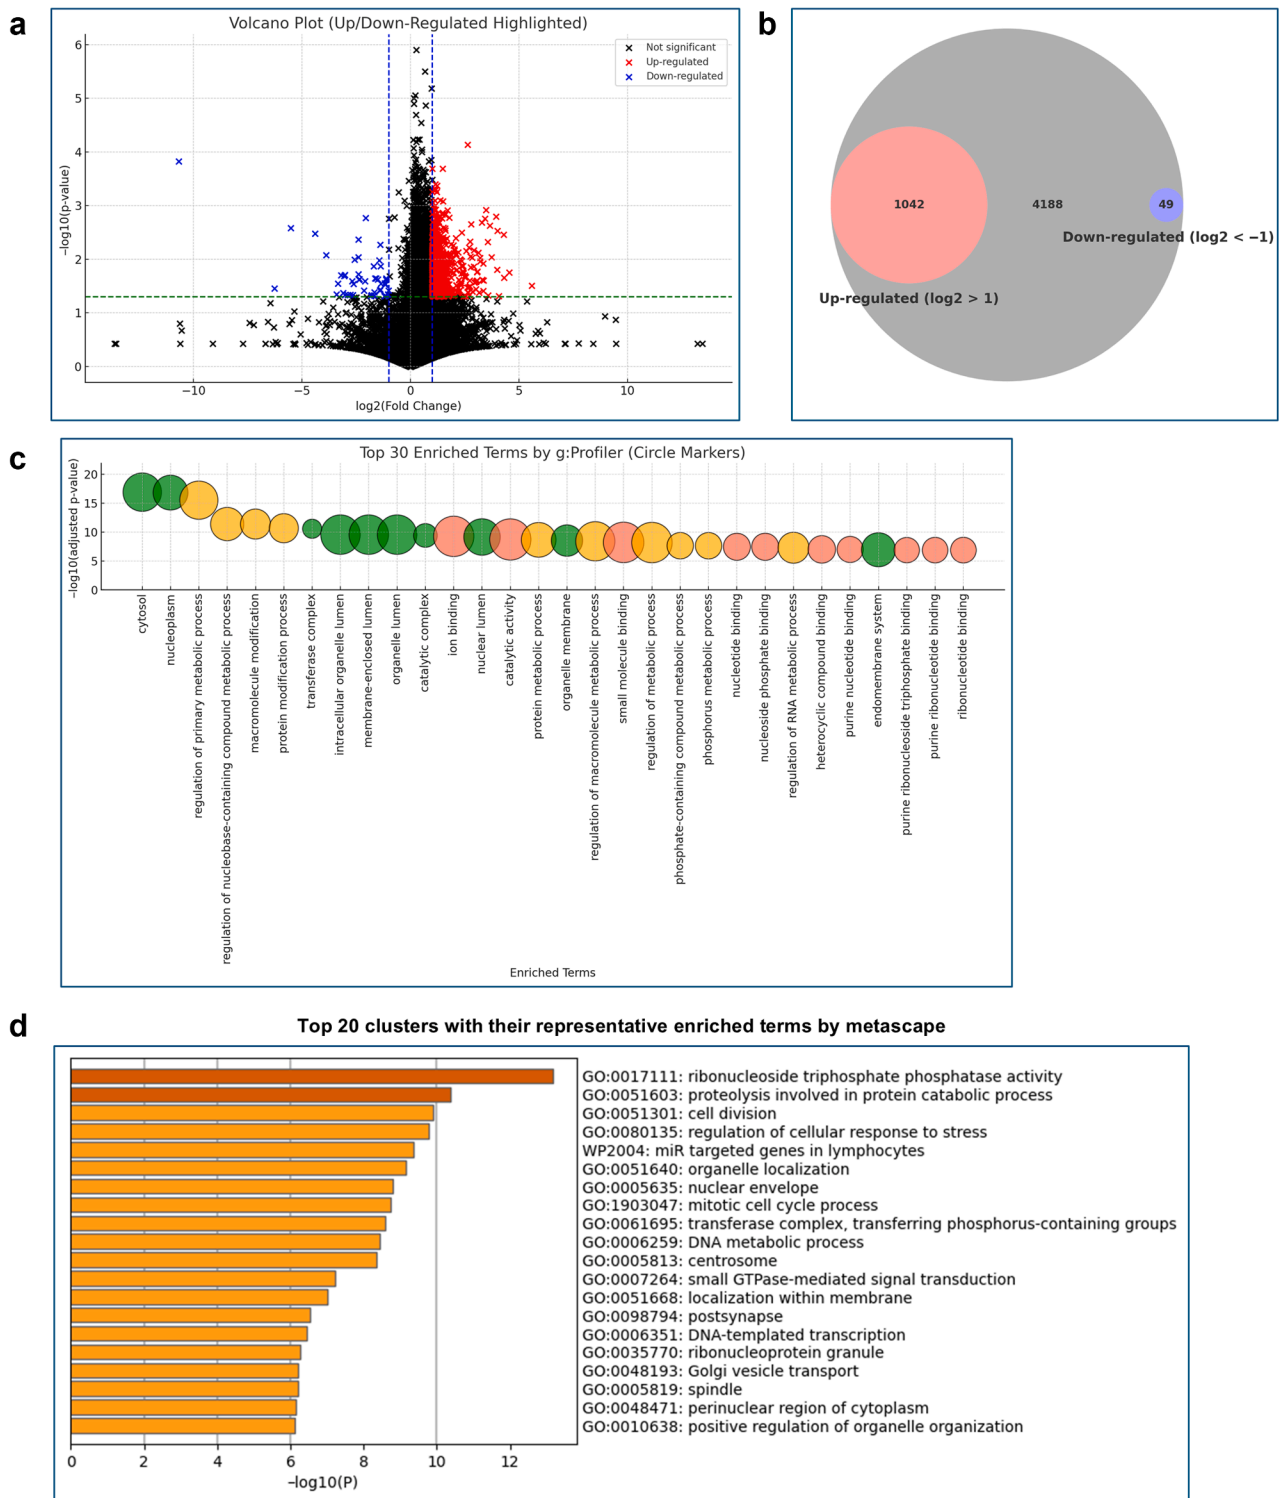 a
Volcano Plot (Up/Down-Regulated Highlighted)
Not significant
Up-regulated
Down-regulated
6
5
4
3
2
1
0
−log10(p-value)
−10
−5
0
5
10
log2(Fold Change)
b
1042
4188
49
Down-regulated (log2 < −1)
Up-regulated (log2 > 1)
c
Top 30 Enriched Terms by g:Profiler (Circle Markers)
−log10(adjusted p-value)
20
15
10
5
0
cytosol
nucleoplasm
regulation of primary metabolic process
regulation of nucleobase-containing compound metabolic process
macromolecule modification
protein modification process
transferase complex
intracellular organelle lumen
membrane-enclosed lumen
organelle lumen
catalytic complex
ion binding
nuclear lumen
catalytic activity
protein metabolic process
organelle membrane
regulation of macromolecule metabolic process
small molecule binding
regulation of metabolic process
phosphate-containing compound metabolic process
phosphorus metabolic process
nucleotide binding
nucleoside phosphate binding
regulation of RNA metabolic process
heterocyclic compound binding
purine nucleotide binding
endomembrane system
purine ribonucleoside triphosphate binding
purine ribonucleotide binding
ribonucleotide binding
Enriched Terms
d
Top 20 clusters with their representative enriched terms by metascape
GO:0017111: ribonucleoside triphosphate phosphatase activity
GO:0051603: proteolysis involved in protein catabolic process
GO:0051301: cell division
GO:0080135: regulation of cellular response to stress
WP2004: miR targeted genes in lymphocytes
GO:0051640: organelle localization
GO:0005635: nuclear envelope
GO:1903047: mitotic cell cycle process
GO:0061695: transferase complex, transferring phosphorus-containing groups
GO:0006259: DNA metabolic process
GO:0005813: centrosome
GO:0007264: small GTPase-mediated signal transduction
GO:0051668: localization within membrane
GO:0098794: postsynapse
GO:0006351: DNA-templated transcription
GO:0035770: ribonucleoprotein granule
GO:0048193: Golgi vesicle transport
GO:0005819: spindle
GO:0048471: perinuclear region of cytoplasm
GO:0010638: positive regulation of organelle organization
0
2
4
6
8
10
12
−log10(P)